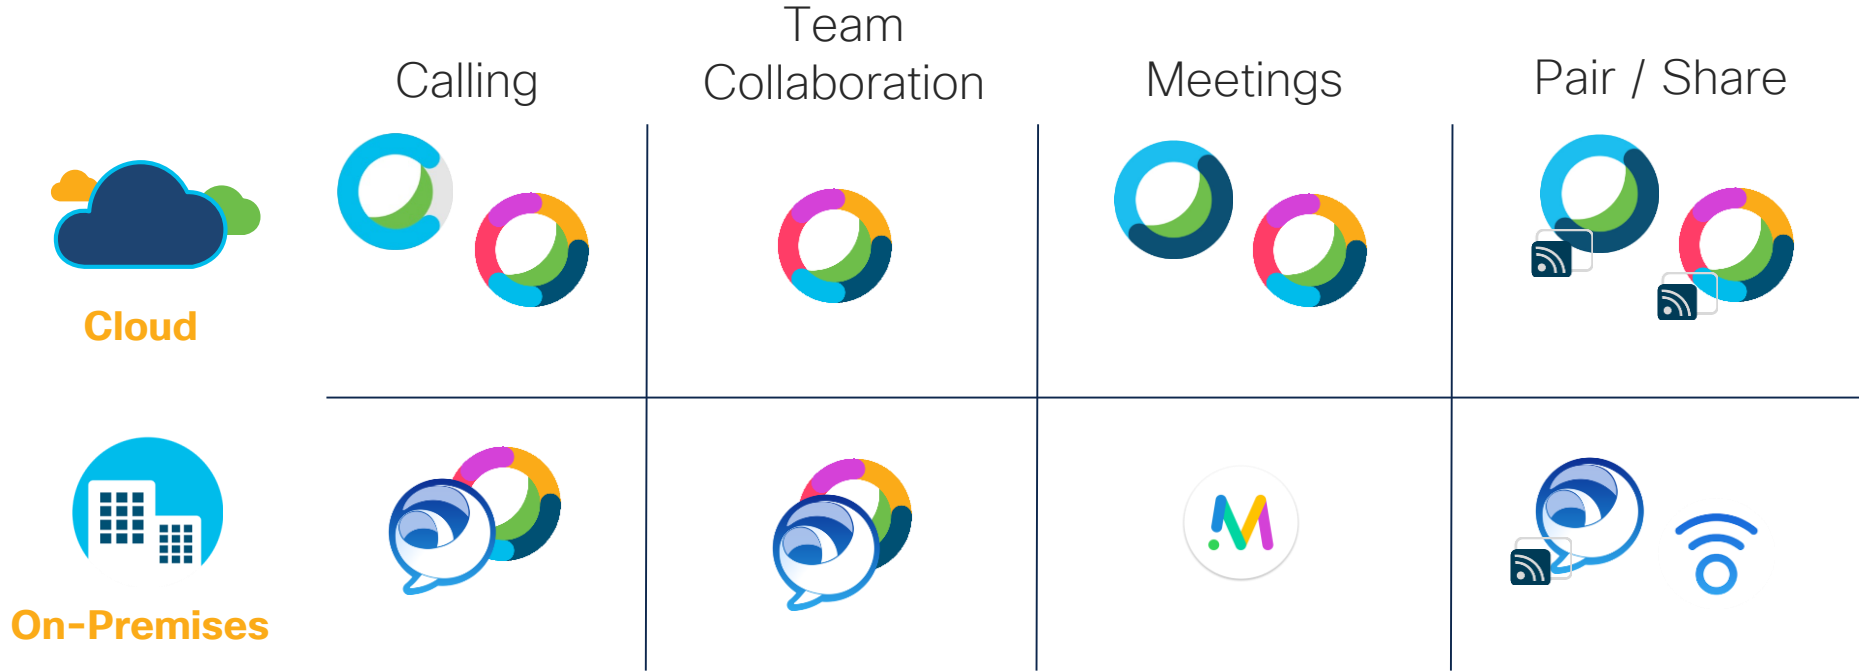 Calling
Team
Collaboration
Meetings
Pair / Share
Cloud
On-Premises